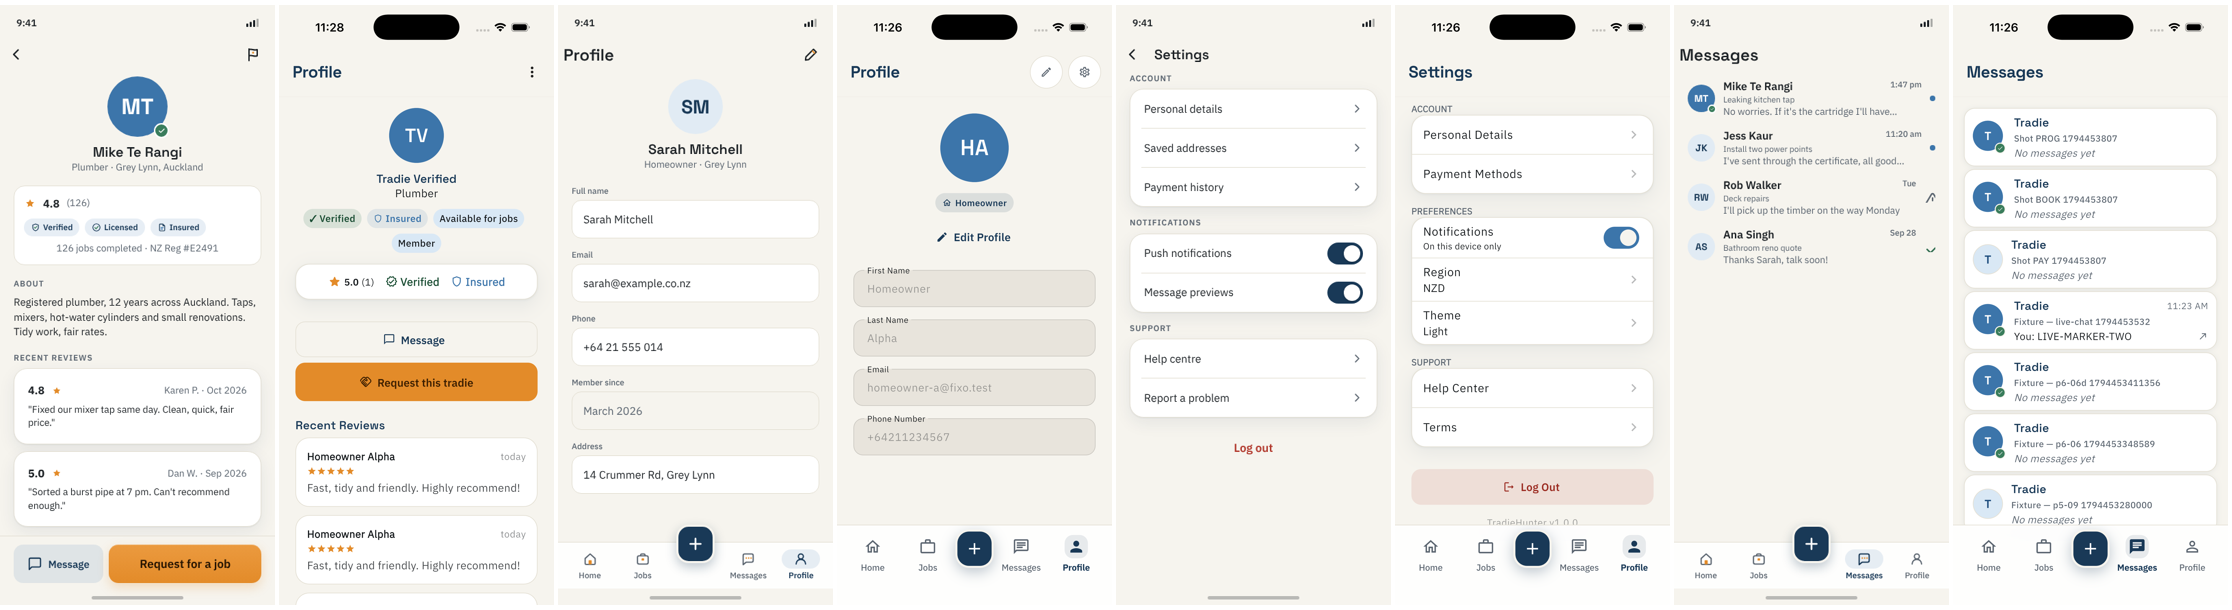 9:41
MT
Mike Te Rangi
Plumber · Grey Lynn, Auckland
4.8 (126)
Verified Licensed Insured
126 jobs completed · NZ Reg #E2491
ABOUT
Registered plumber, 12 years across Auckland. Taps,
mixers, hot-water cylinders and small renovations.
Tidy work, fair rates.
RECENT REVIEWS
4.8 Karen P. · Oct 2026
"Fixed our mixer tap same day. Clean, quick, fair
price."
5.0 Dan W. · Sep 2026
"Sorted a burst pipe at 7 pm. Can't recommend
enough."
Message Request for a job
11:28
Profile
TV
Tradie Verified
Plumber
✓ Verified Insured Available for jobs
Member
5.0 (1) Verified Insured
Message
Request this tradie
Recent Reviews
Homeowner Alpha today
Fast, tidy and friendly. Highly recommend!
Homeowner Alpha today
Fast, tidy and friendly. Highly recommend!
9:41
Profile
SM
Sarah Mitchell
Homeowner · Grey Lynn
Full name
Sarah Mitchell
Email
sarah@example.co.nz
Phone
+64 21 555 014
Member since
March 2026
Address
14 Crummer Rd, Grey Lynn
Home Jobs + Messages Profile
11:26
Profile
HA
Homeowner
Edit Profile
First Name
Homeowner
Last Name
Alpha
Email
homeowner-a@fixo.test
Phone Number
+64211234567
Home Jobs + Messages Profile
9:41
Settings
ACCOUNT
Personal details
Saved addresses
Payment history
NOTIFICATIONS
Push notifications
Message previews
SUPPORT
Help centre
Report a problem
Log out
11:26
Settings
ACCOUNT
Personal Details
Payment Methods
PREFERENCES
Notifications
On this device only
Region
NZD
Theme
Light
SUPPORT
Help Center
Terms
Log Out
TradieHunter v1.0.0
Home Jobs + Messages Profile
9:41
Messages
MT Mike Te Rangi 1:47 pm
Leaking kitchen tap
No worries. If it's the cartridge I'll have...
JK Jess Kaur 11:20 am
Install two power points
I've sent through the certificate, all good...
RW Rob Walker Tue
Deck repairs
I'll pick up the timber on the way Monday
AS Ana Singh Sep 28
Bathroom reno quote
Thanks Sarah, talk soon!
Home Jobs + Messages Profile
11:26
Messages
T Tradie
Shot PROG 1794453807
No messages yet
T Tradie
Shot BOOK 1794453807
No messages yet
T Tradie
Shot PAY 1794453807
No messages yet
T Tradie 11:23 AM
Fixture — live-chat 1794453532
You: LIVE-MARKER-TWO
T Tradie
Fixture — p6-06d 1794453411356
No messages yet
T Tradie
Fixture — p6-06 1794453348589
No messages yet
T Tradie
Fixture — p5-09 1794453280000
No messages yet
Home Jobs + Messages Profile